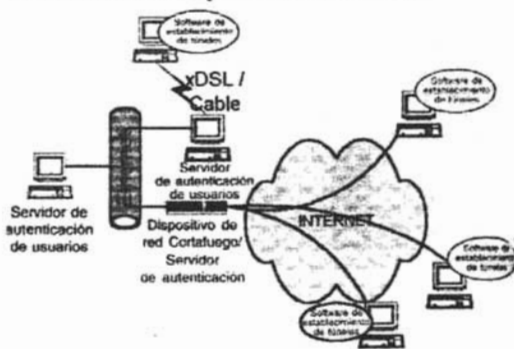 Software de
establecimiento
de túneles
xDSL /
Cable
Software de
establecimiento
de túneles
Servidor de
autenticación
de usuarios
Servidor
de autenticación
de usuarios
Dispositivo de
red Cortafuego/
Servidor
de autenticación
INTERNET
Software de
establecimiento
de túneles
Software de
establecimiento
de túneles